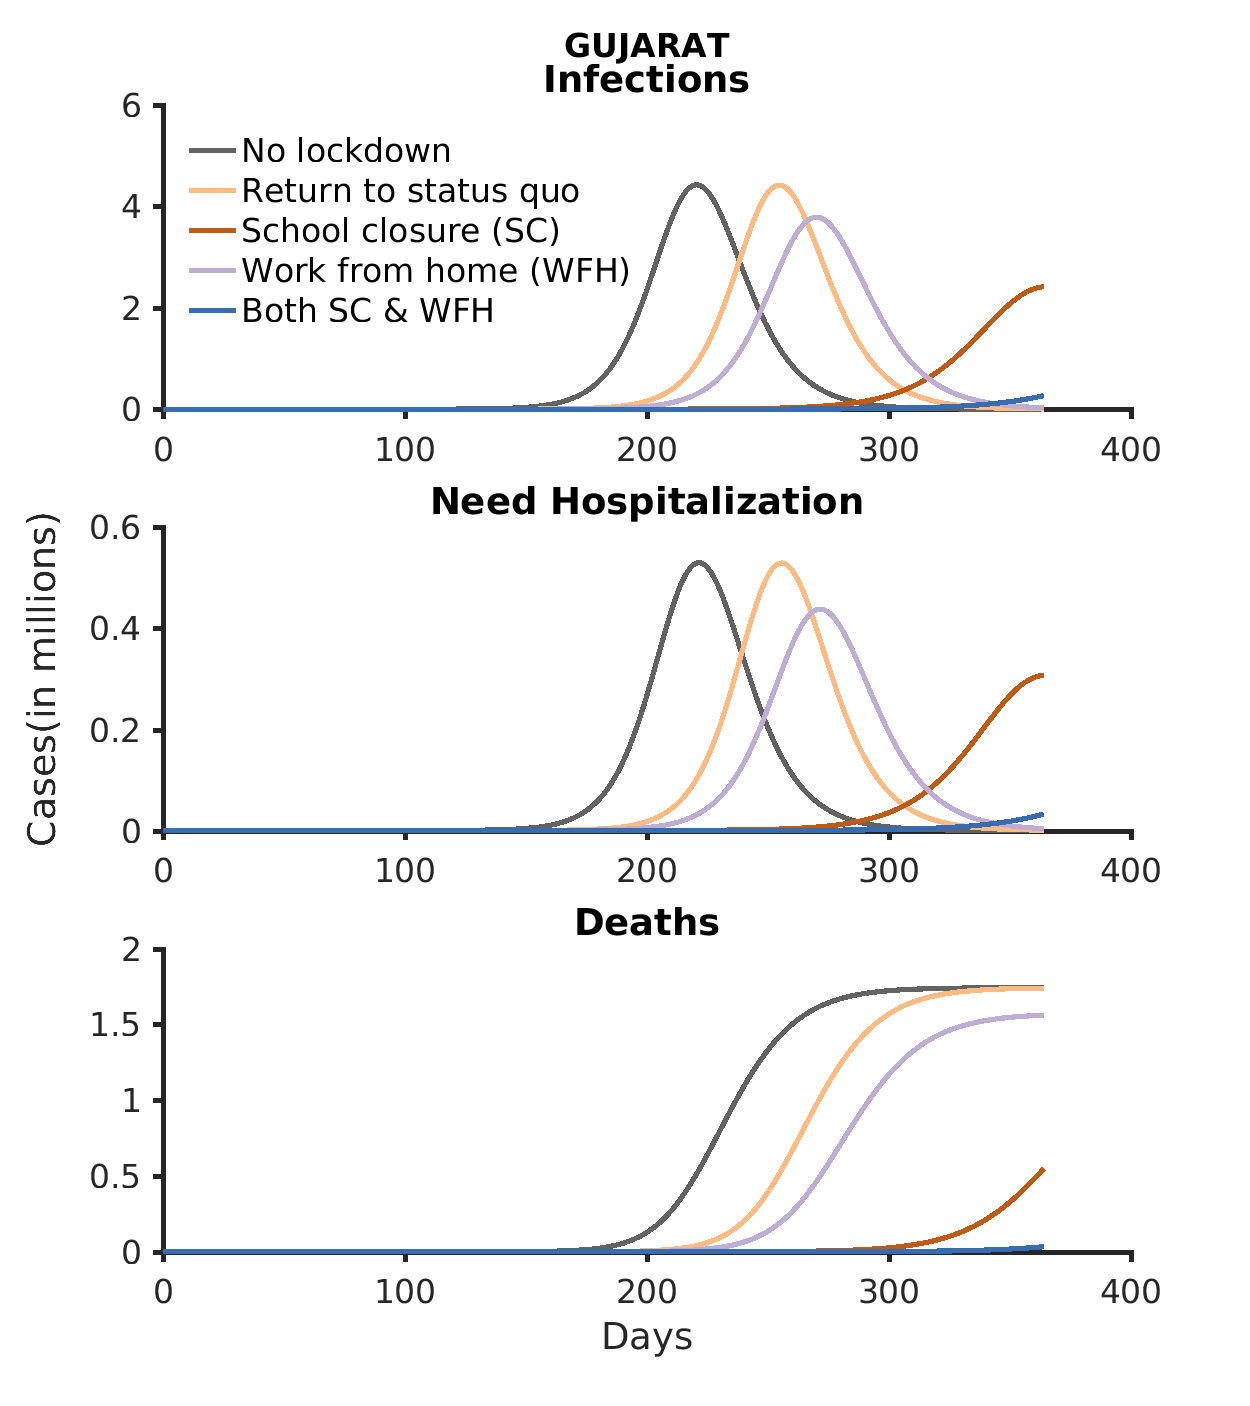 GUJARAT
Infections
6
4
2
0
No lockdown
Return to status quo
School closure (SC)
Work from home (WFH)
Both SC & WFH
0 100 200 300 400
Need Hospitalization
Cases(in millions)
0.6
0.4
0.2
0
0 100 200 300 400
Deaths
2
1.5
1
0.5
0
0 100 200 300 400
Days